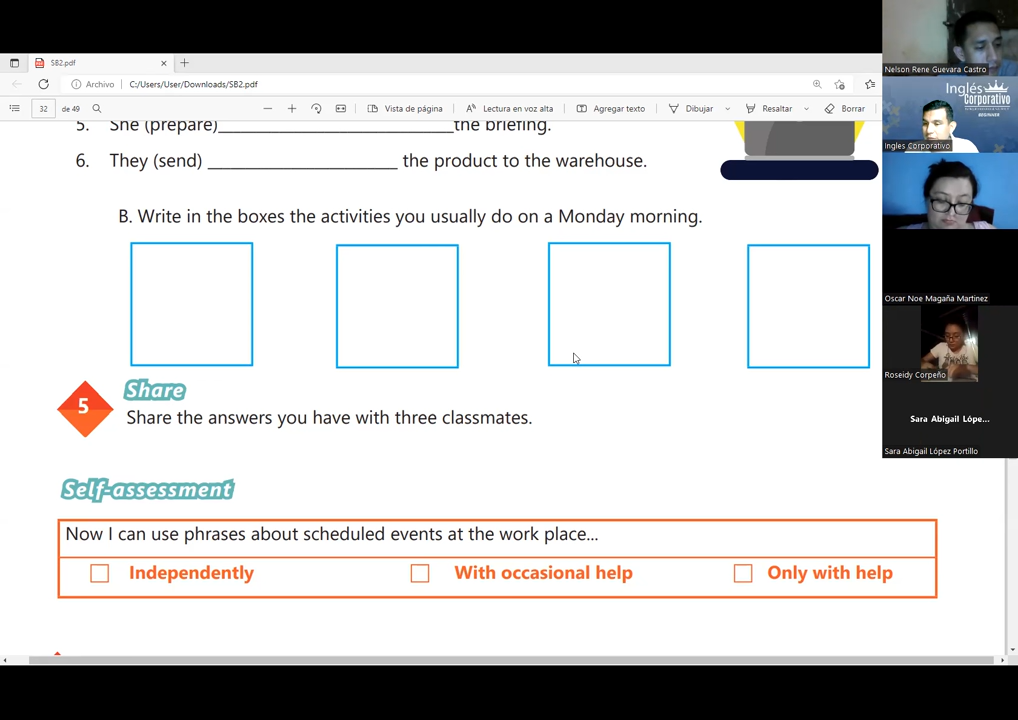 SB2.pdf
Archivo
C:/Users/User/Downloads/SB2.pdf
32
de 49
Vista de página
Lectura en voz alta
Agregar texto
Dibujar
Resaltar
Borrar
5. She (prepare)__________________________the briefing.
6. They (send) _____________________ the product to the warehouse.
B. Write in the boxes the activities you usually do on a Monday morning.
5
Share
Share the answers you have with three classmates.
Self-assessment
Now I can use phrases about scheduled events at the work place...
Independently
With occasional help
Only with help
Nelson Rene Guevara Castro
Inglés
Corporativo
BEGINNER
Ingles Corporativo
Oscar Noe Magaña Martinez
Roseidy Corpeño
Sara Abigail Lópe...
Sara Abigail López Portillo